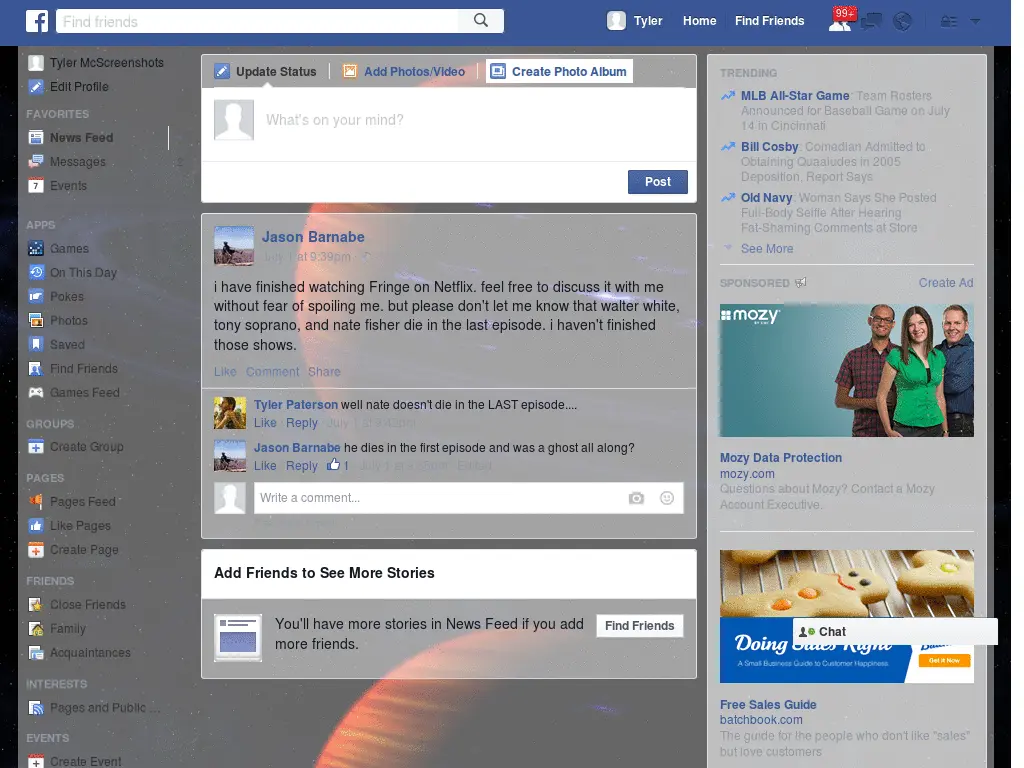 Find friends
Tyler
Home
Find Friends
99+
Tyler McScreenshots
Edit Profile
FAVORITES
News Feed
Messages
Events
APPS
Games
On This Day
Pokes
Photos
Saved
Find Friends
Games Feed
GROUPS
Create Group
PAGES
Pages Feed
Like Pages
Create Page
FRIENDS
Close Friends
Family
Acquaintances
INTERESTS
Pages and Public ...
EVENTS
Create Event
Update Status
Add Photos/Video
Create Photo Album
What's on your mind?
Post
Jason Barnabe
July 1 at 9:39pm
i have finished watching Fringe on Netflix. feel free to discuss it with me
without fear of spoiling me. but please don't let me know that walter white,
tony soprano, and nate fisher die in the last episode. i haven't finished
those shows.
Like Comment Share
Tyler Paterson well nate doesn't die in the LAST episode....
Like Reply July 1 at
Jason Barnabe he dies in the first episode and was a ghost all along?
Like Reply 1 July 1 at
Write a comment...
Add Friends to See More Stories
You'll have more stories in News Feed if you add
more friends.
Find Friends
TRENDING
MLB All-Star Game: Team Rosters
Announced for Baseball Game on July
14 in Cincinnati
Bill Cosby: Comedian Admitted to
Obtaining Quaaludes in 2005
Deposition, Report Says
Old Navy: Woman Says She Posted
Full-Body Selfie After Hearing
Fat-Shaming Comments at Store
See More
SPONSORED
Create Ad
mozy
Mozy Data Protection
mozy.com
Questions about Mozy? Contact a Mozy
Account Executive.
Chat
Doing Sales Right
A Small Business Guide to Customer Happiness
Get it Now
Free Sales Guide
batchbook.com
The guide for the people who don't like "sales"
but love customers